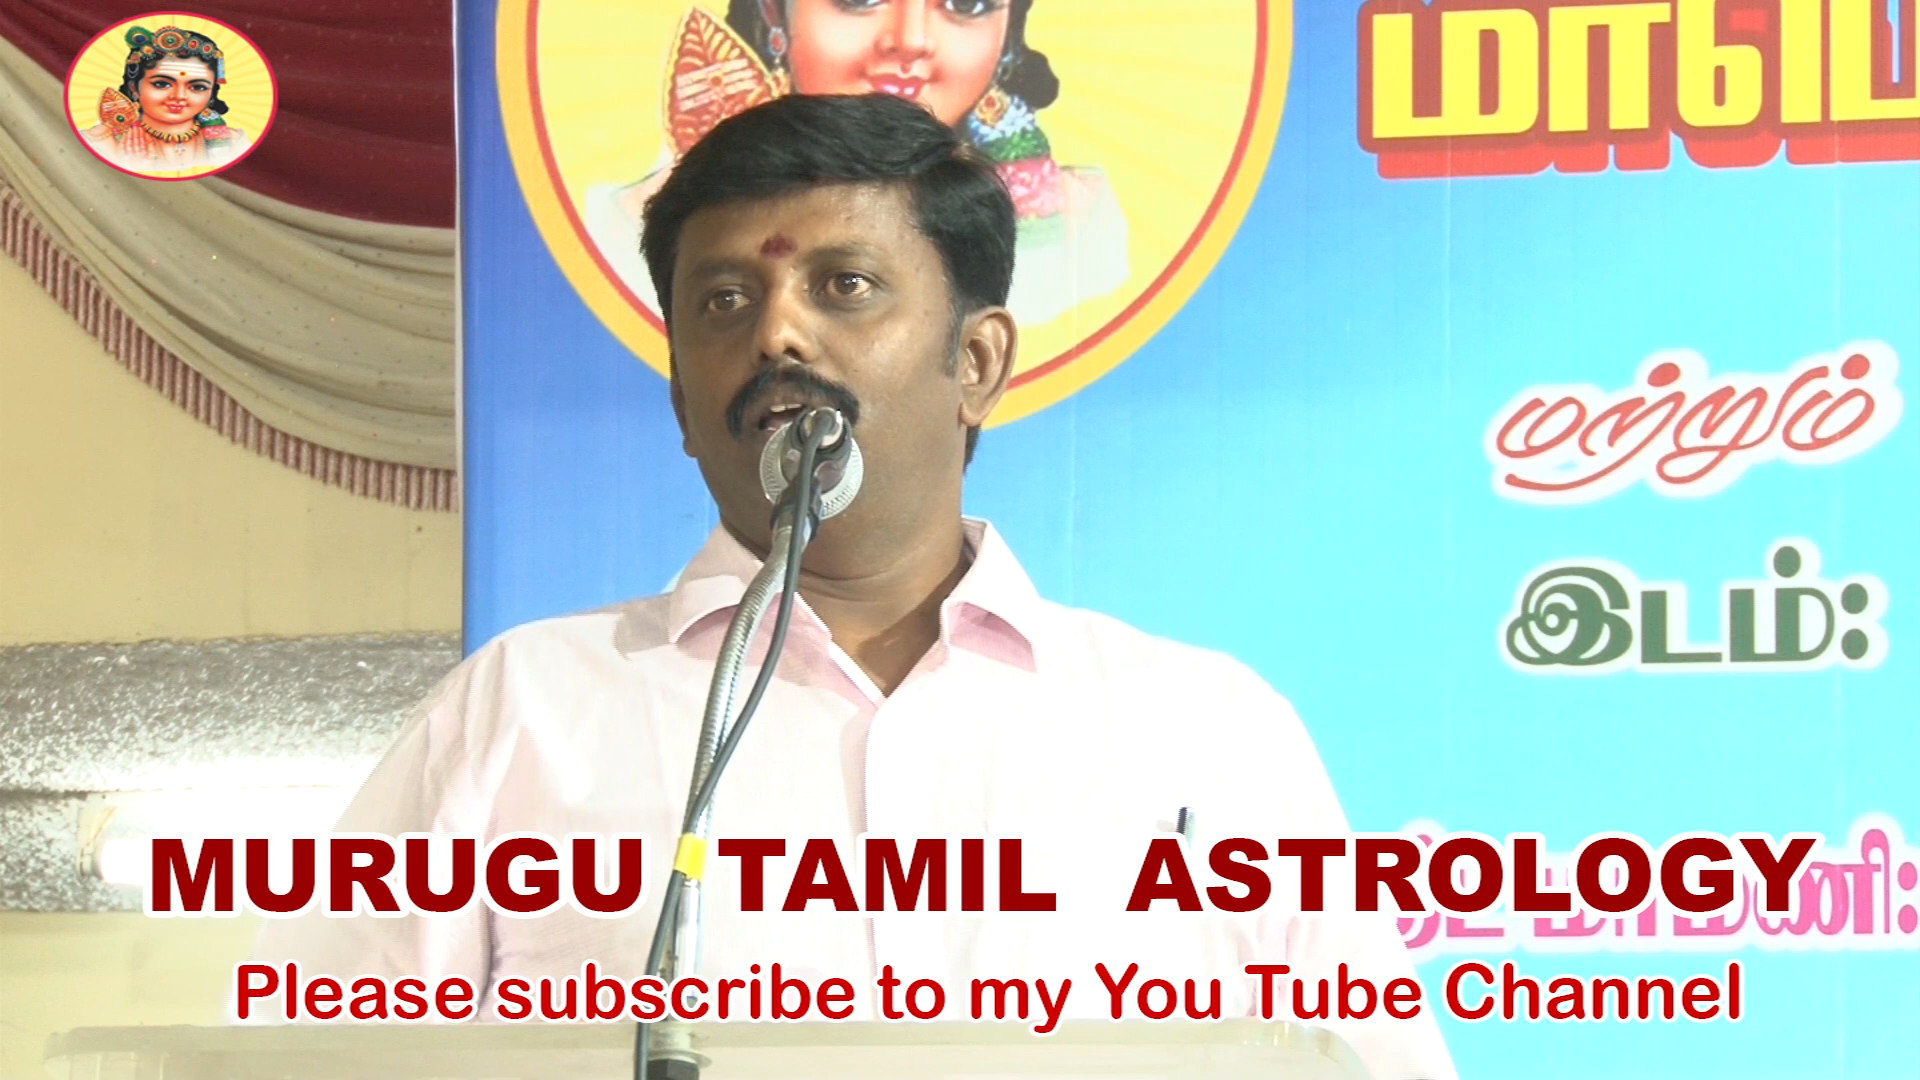 மற்றும்
இடம்:
MURUGU TAMIL ASTROLOGY
Please subscribe to my You Tube Channel